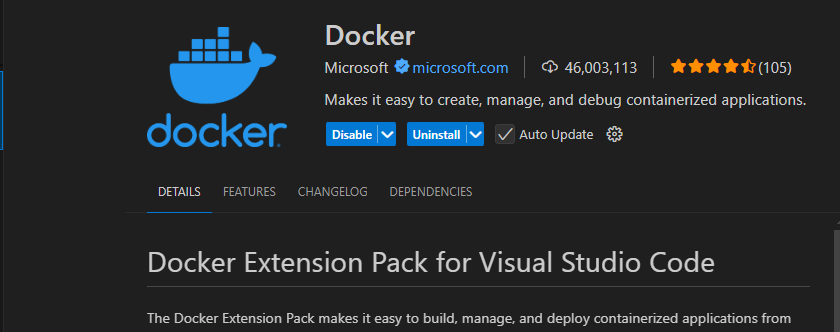 Docker
Microsoft microsoft.com 46,003,113 (105)
Makes it easy to create, manage, and debug containerized applications.
docker
Disable Uninstall Auto Update
DETAILS FEATURES CHANGELOG DEPENDENCIES
Docker Extension Pack for Visual Studio Code
The Docker Extension Pack makes it easy to build, manage, and deploy containerized applications from